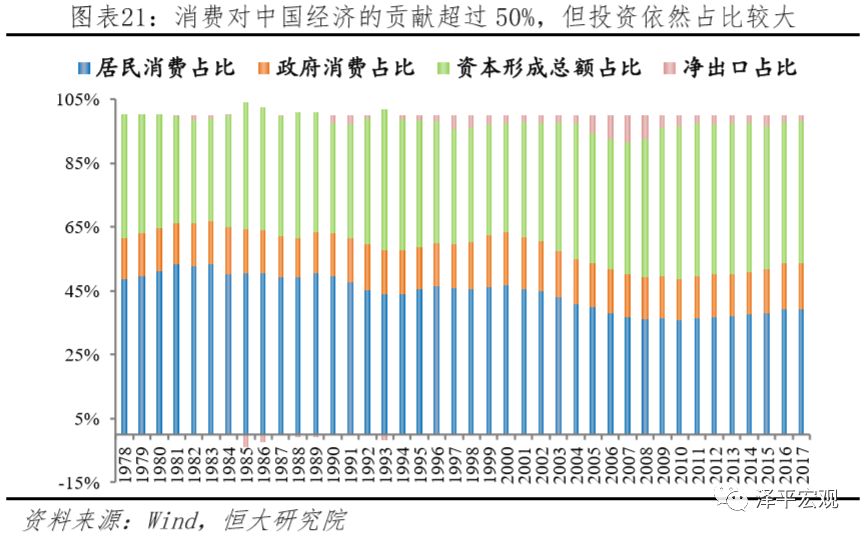 图表21：消费对中国经济的贡献超过50%，但投资依然占比较大
居民消费占比 政府消费占比 资本形成总额占比 净出口占比
105%
85%
65%
45%
25%
5%
-15%
1978 1979 1980 1981 1982 1983 1984 1985 1986 1987 1988 1989 1990 1991 1992 1993 1994 1995 1996 1997 1998 1999 2000 2001 2002 2003 2004 2005 2006 2007 2008 2009 2010 2011 2012 2013 2014 2015 2016 2017
泽平宏观
资料来源：Wind，恒大研究院